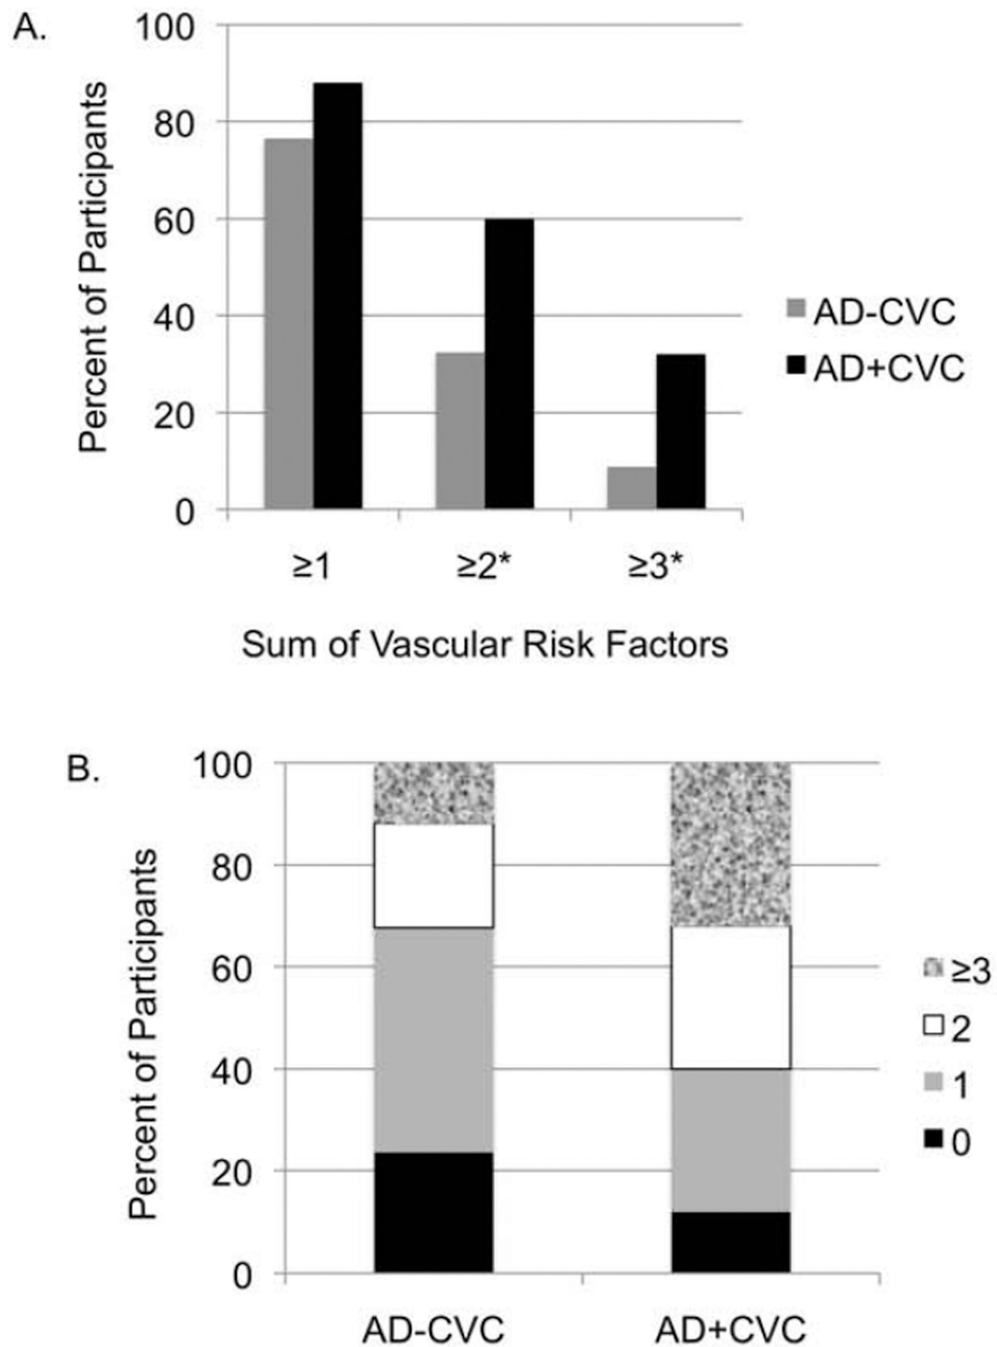 A.
100
80
60
40
20
0
Percent of Participants
≥1
≥2*
≥3*
Sum of Vascular Risk Factors
AD-CVC
AD+CVC
B.
100
80
60
40
20
0
Percent of Participants
AD-CVC
AD+CVC
≥3
2
1
0